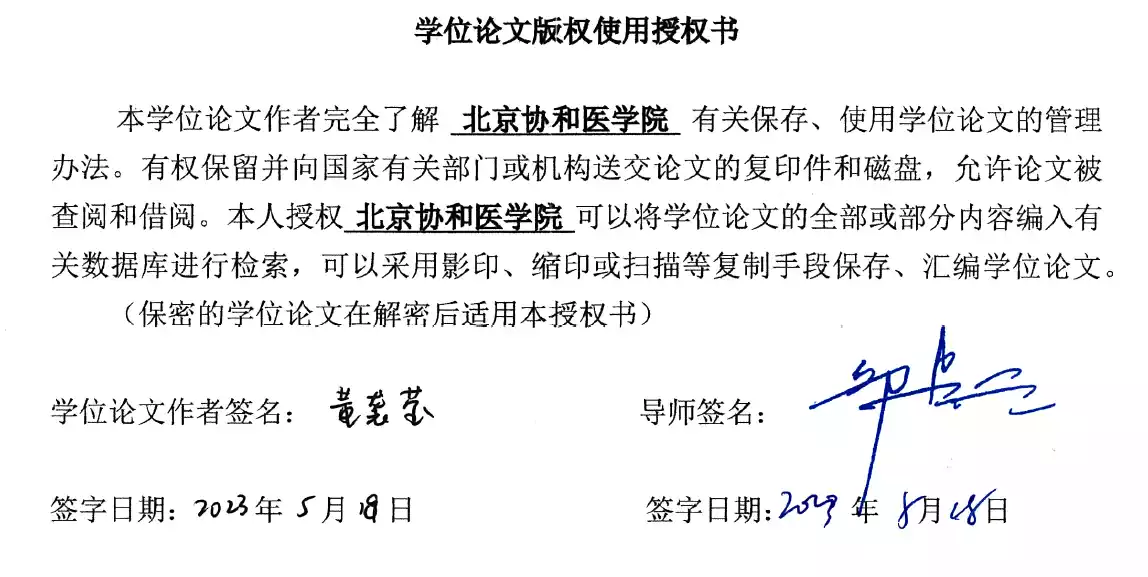 学位论文版权使用授权书
本学位论文作者完全了解 北京协和医学院 有关保存、使用学位论文的管理
办法。有权保留并向国家有关部门或机构送交论文的复印件和磁盘，允许论文被
查阅和借阅。本人授权 北京协和医学院 可以将学位论文的全部或部分内容编入有
关数据库进行检索，可以采用影印、缩印或扫描等复制手段保存、汇编学位论文。
（保密的学位论文在解密后适用本授权书）
学位论文作者签名： 导师签名：
签字日期：2023年 5月 18日 签字日期：2023年 月 18日